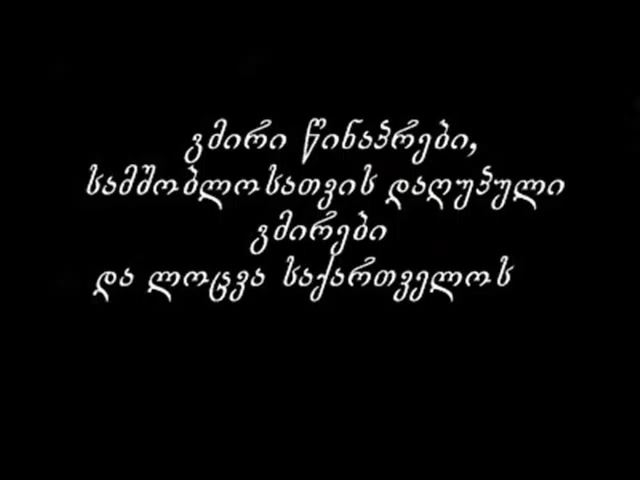 გმირი წინაპრები,
სამშობლოსათვის დაღუპული
გმირები
და ლოცვა საქართველოს